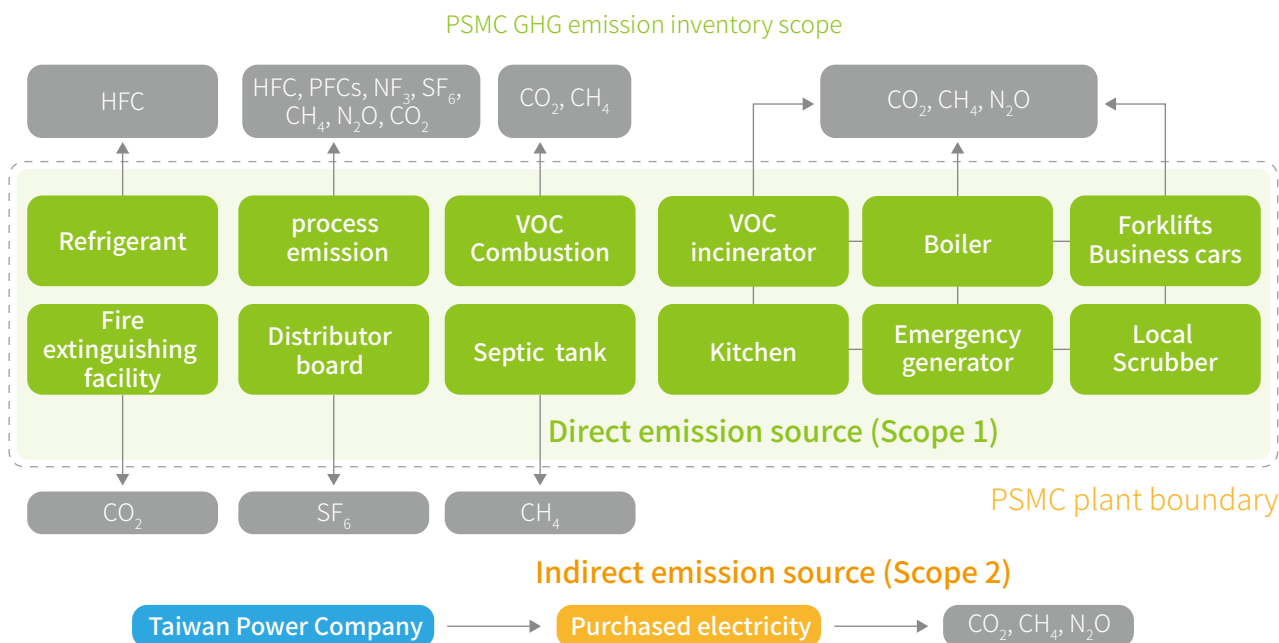 PSMC GHG emission inventory scope
HFC
HFC, PFCs, NF₃, SF₆,
CH₄, N₂O, CO₂
CO₂, CH₄
CO₂, CH₄, N₂O
Refrigerant
process
emission
VOC
Combustion
VOC
incinerator
Boiler
Forklifts
Business cars
Fire
extinguishing
facility
Distributor
board
Septic tank
Kitchen
Emergency
generator
Local
Scrubber
Direct emission source (Scope 1)
CO₂
SF₆
CH₄
PSMC plant boundary
Indirect emission source (Scope 2)
Taiwan Power Company
Purchased electricity
CO₂, CH₄, N₂O